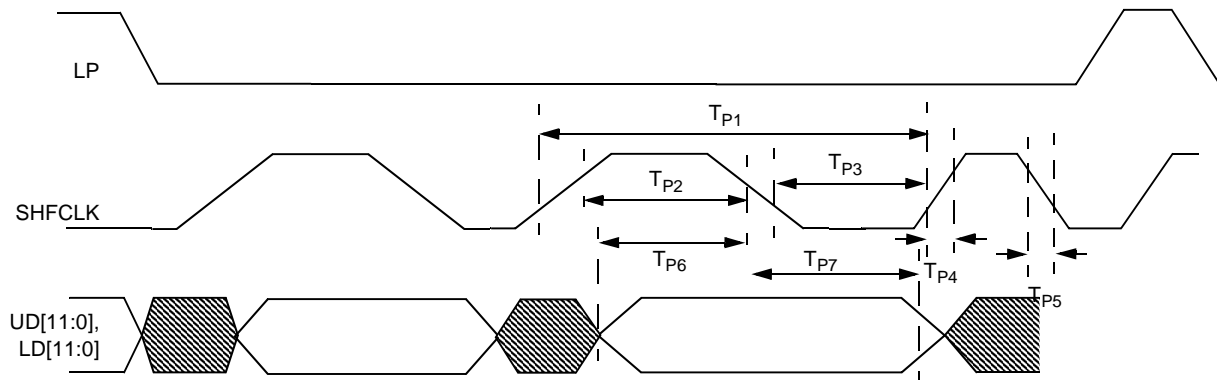 LP
T_P1
T_P2
T_P3
SHFCLK
T_P6
T_P7
T_P4
T_P5
UD[11:0],
LD[11:0]